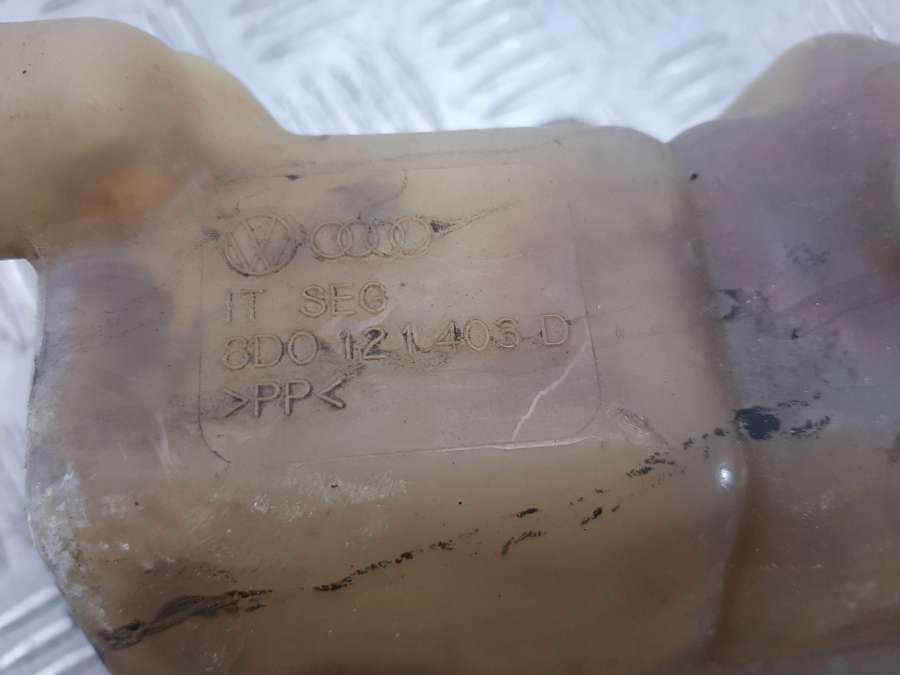 IT SEG
8D0 121 403 D
>PP<